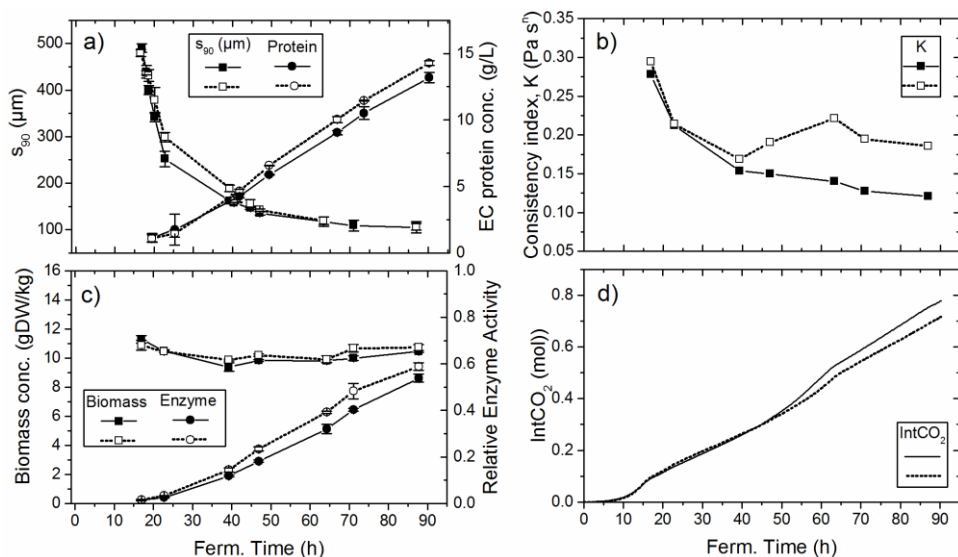 a)
s₉₀ (μm) Protein
500
400
300
200
100
s₉₀ (μm)
15
10
5
0
EC protein conc. (g/L)
b)
K
0.35
0.30
0.25
0.20
0.15
0.10
0.05
Consistency index, K (Pa sⁿ)
c)
Biomass Enzyme
16
14
12
10
8
6
4
2
0
Biomass conc. (gDW/kg)
1.0
0.8
0.6
0.4
0.2
0.0
Relative Enzyme Activity
0 10 20 30 40 50 60 70 80 90
Ferm. Time (h)
d)
IntCO₂
0.8
0.6
0.4
0.2
0.0
IntCO₂ (mol)
0 10 20 30 40 50 60 70 80 90
Ferm. Time (h)